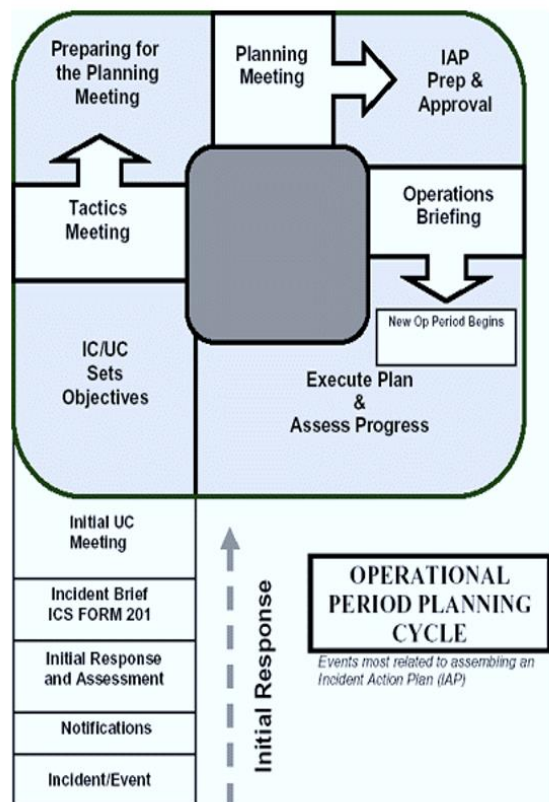 Preparing for
the Planning
Meeting
Planning
Meeting
IAP
Prep &
Approval
Tactics
Meeting
Operations
Briefing
New Op Period Begins
IC/UC
Sets
Objectives
Execute Plan
&
Assess Progress
Initial UC
Meeting
Incident Brief
ICS FORM 201
Initial Response
and Assessment
Notifications
Incident/Event
Initial Response
OPERATIONAL
PERIOD PLANNING
CYCLE
Events most related to assembling an
Incident Action Plan (IAP)